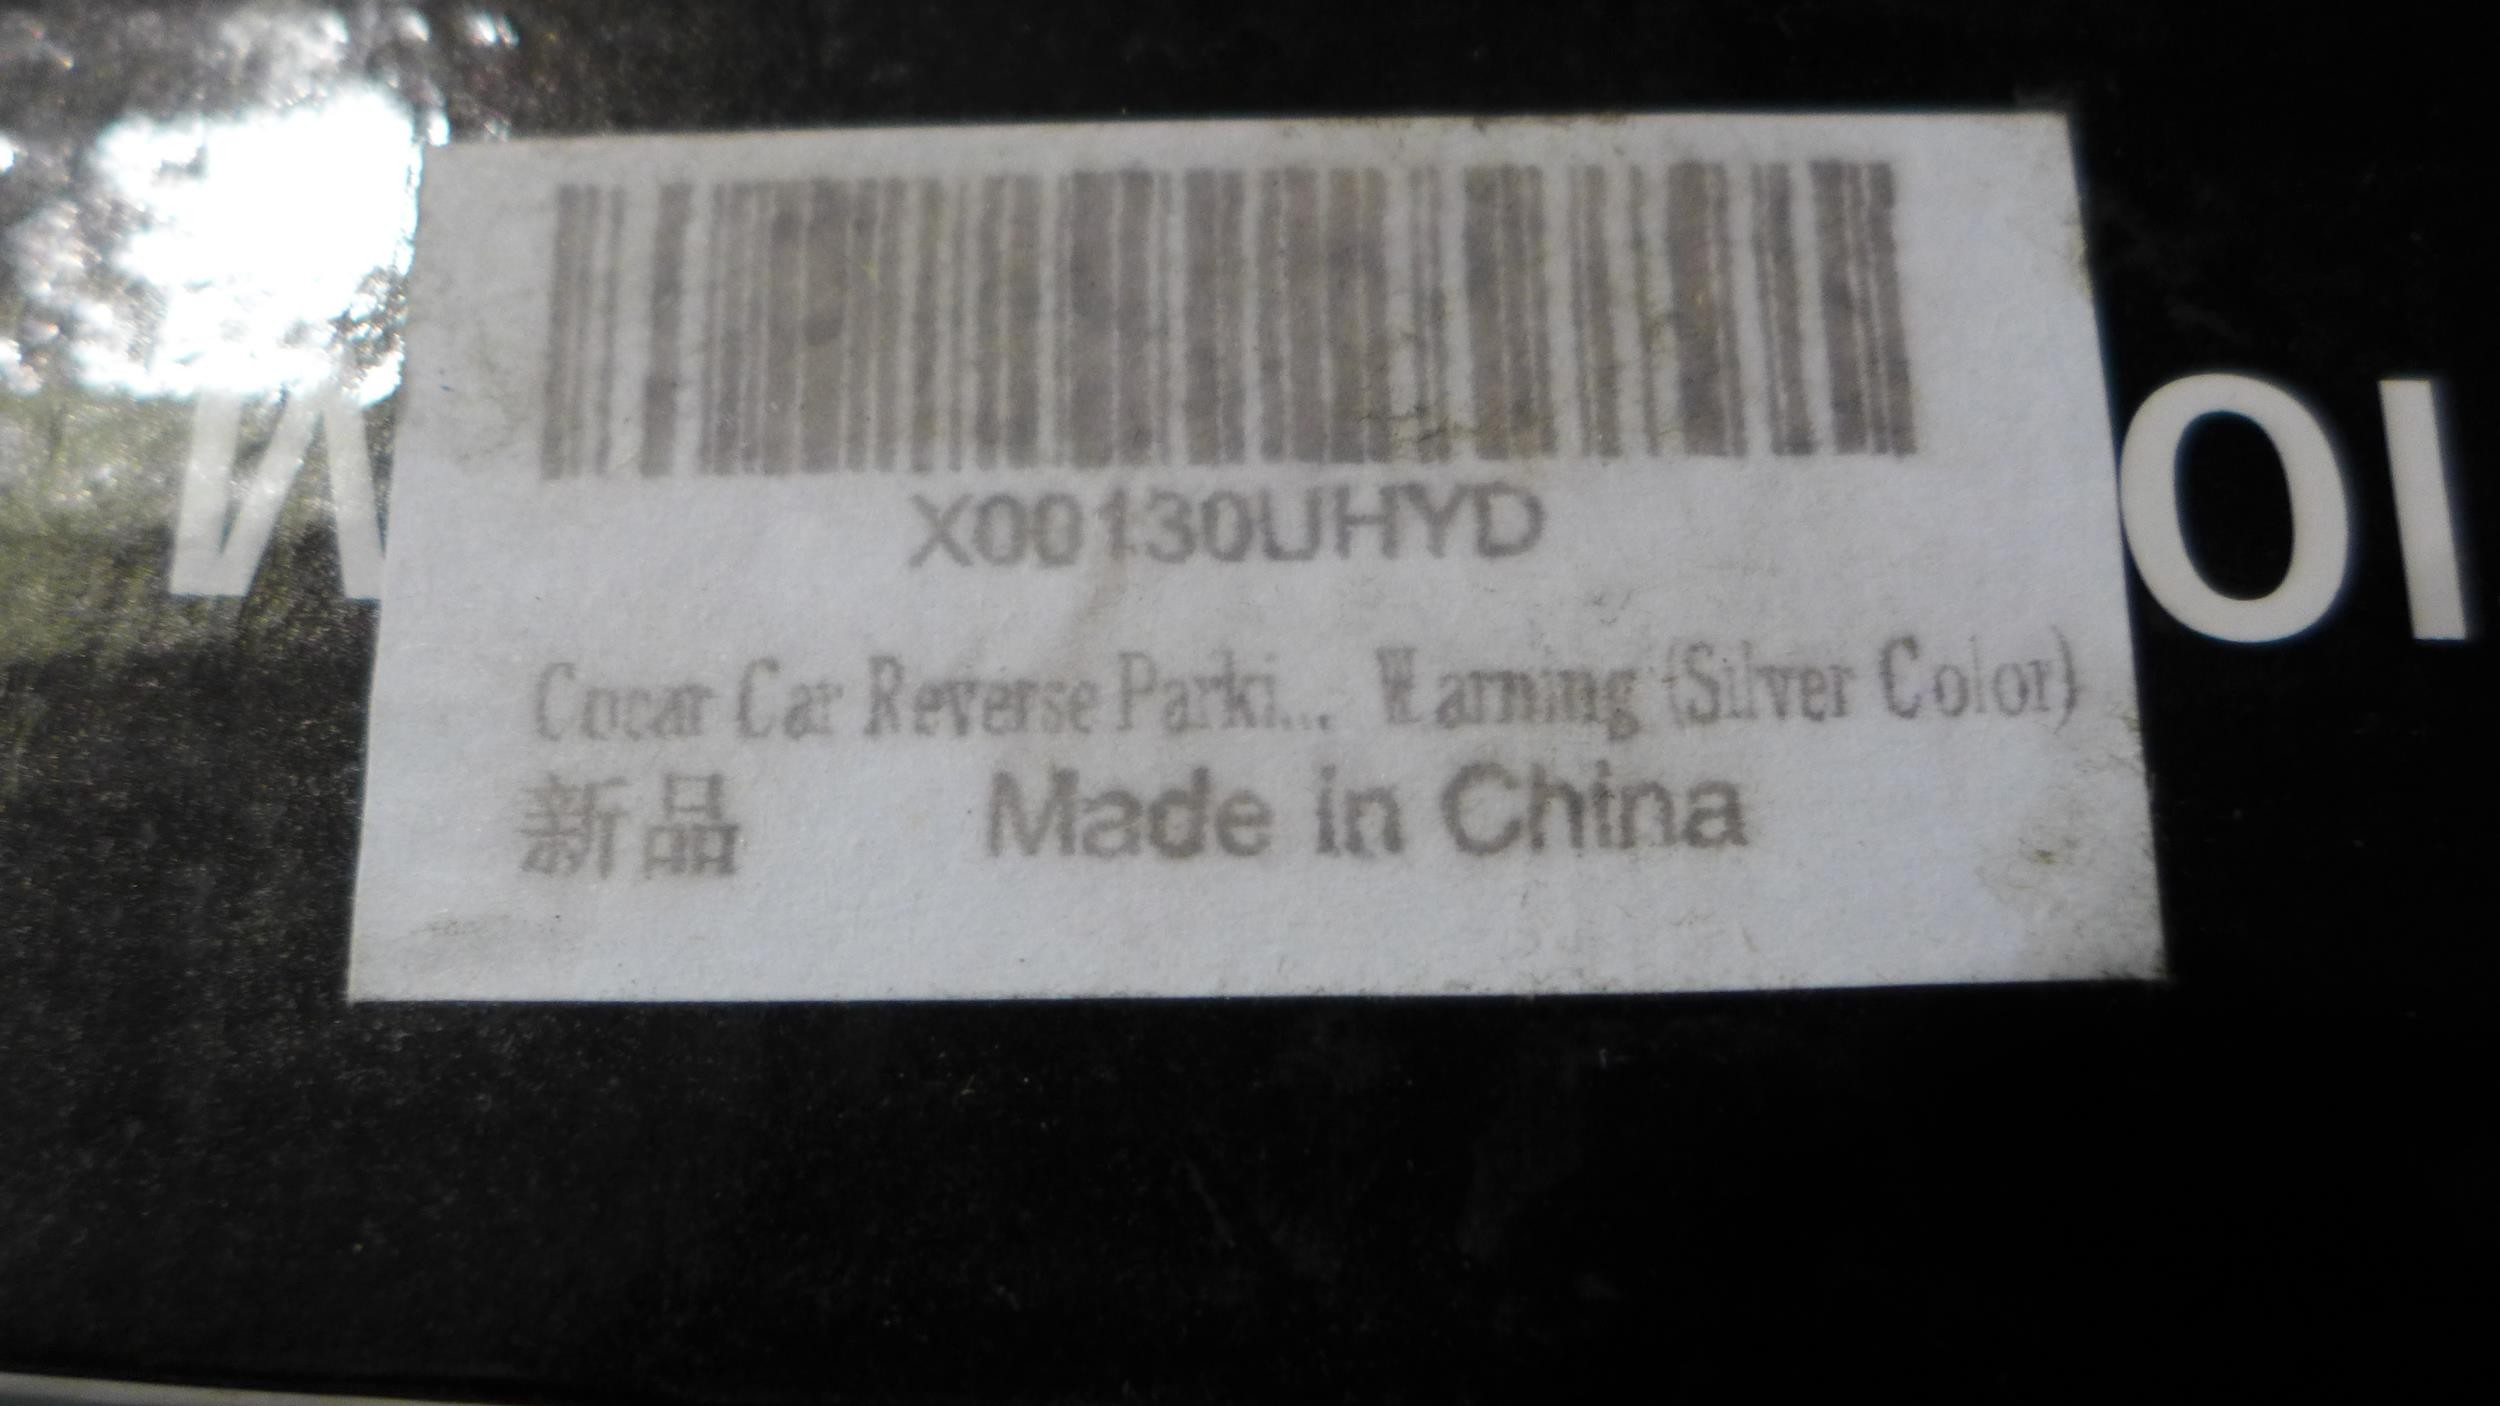 X00130UHYD
Cocar Car Reverse Parki... Warning (Silver Color)
新品 Made in China